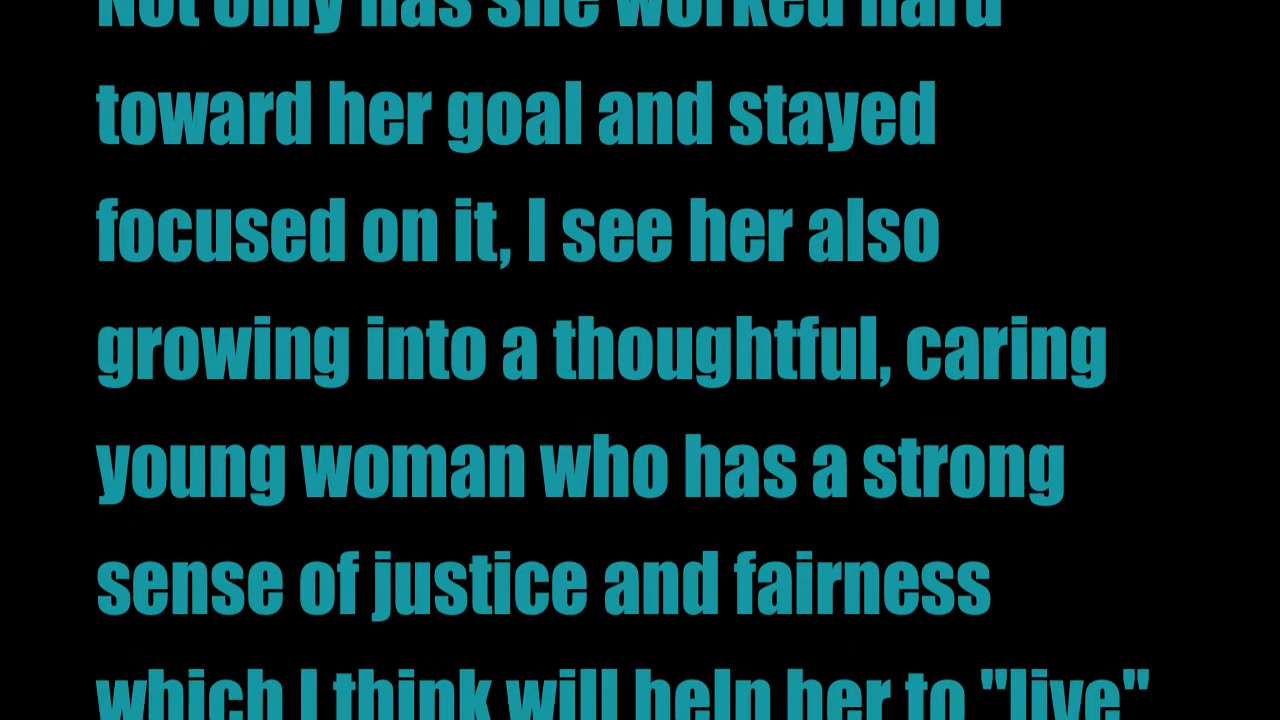 Not only has she worked hard
toward her goal and stayed
focused on it, I see her also
growing into a thoughtful, caring
young woman who has a strong
sense of justice and fairness
which I think will help her to "live"